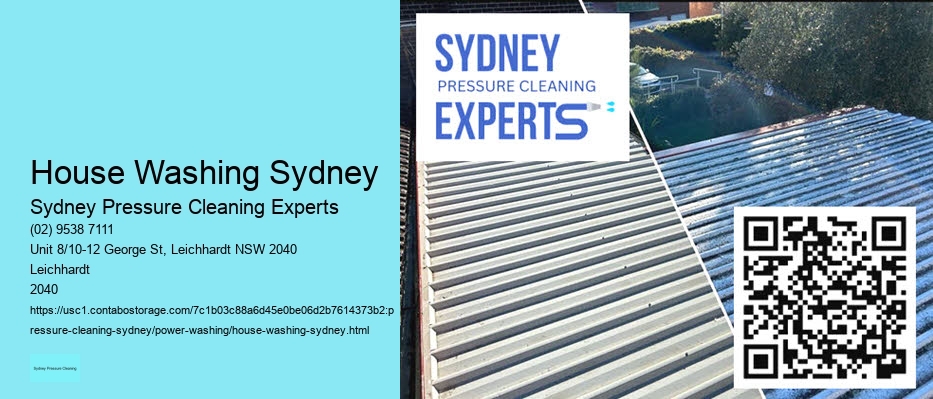 House Washing Sydney
Sydney Pressure Cleaning Experts
(02) 9538 7111
Unit 8/10-12 George St, Leichhardt NSW 2040
Leichhardt
2040
https://usc1.contabostorage.com/7c1b03c88a6d45e0be06d2b7614373b2:p
ressure-cleaning-sydney/power-washing/house-washing-sydney.html
Sydney Pressure Cleaning
SYDNEY
PRESSURE CLEANING
EXPERTS